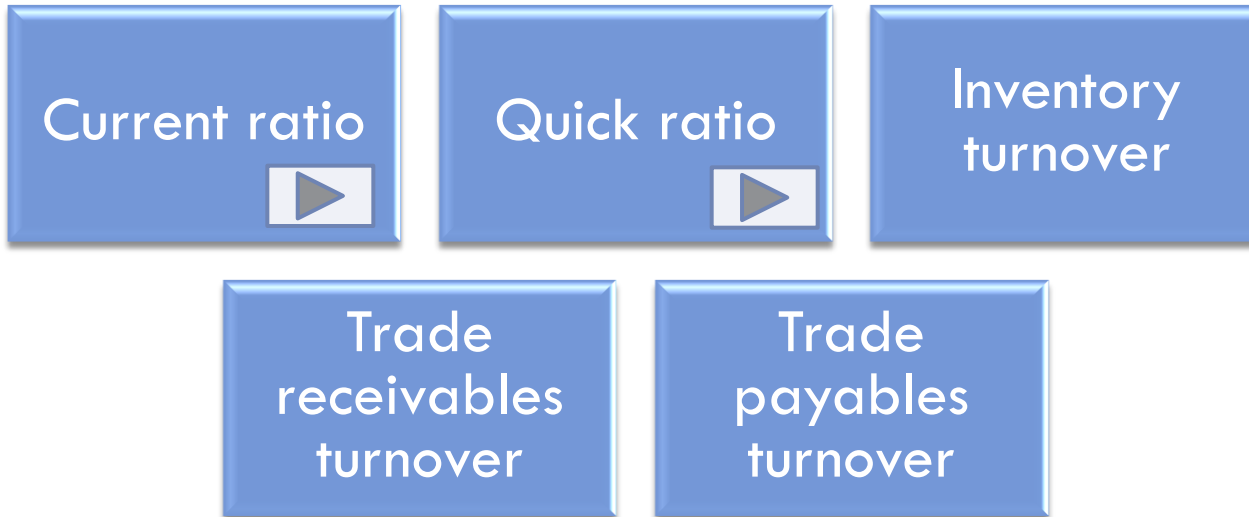 Current ratio
Quick ratio
Inventory
turnover
Trade
receivables
turnover
Trade
payables
turnover